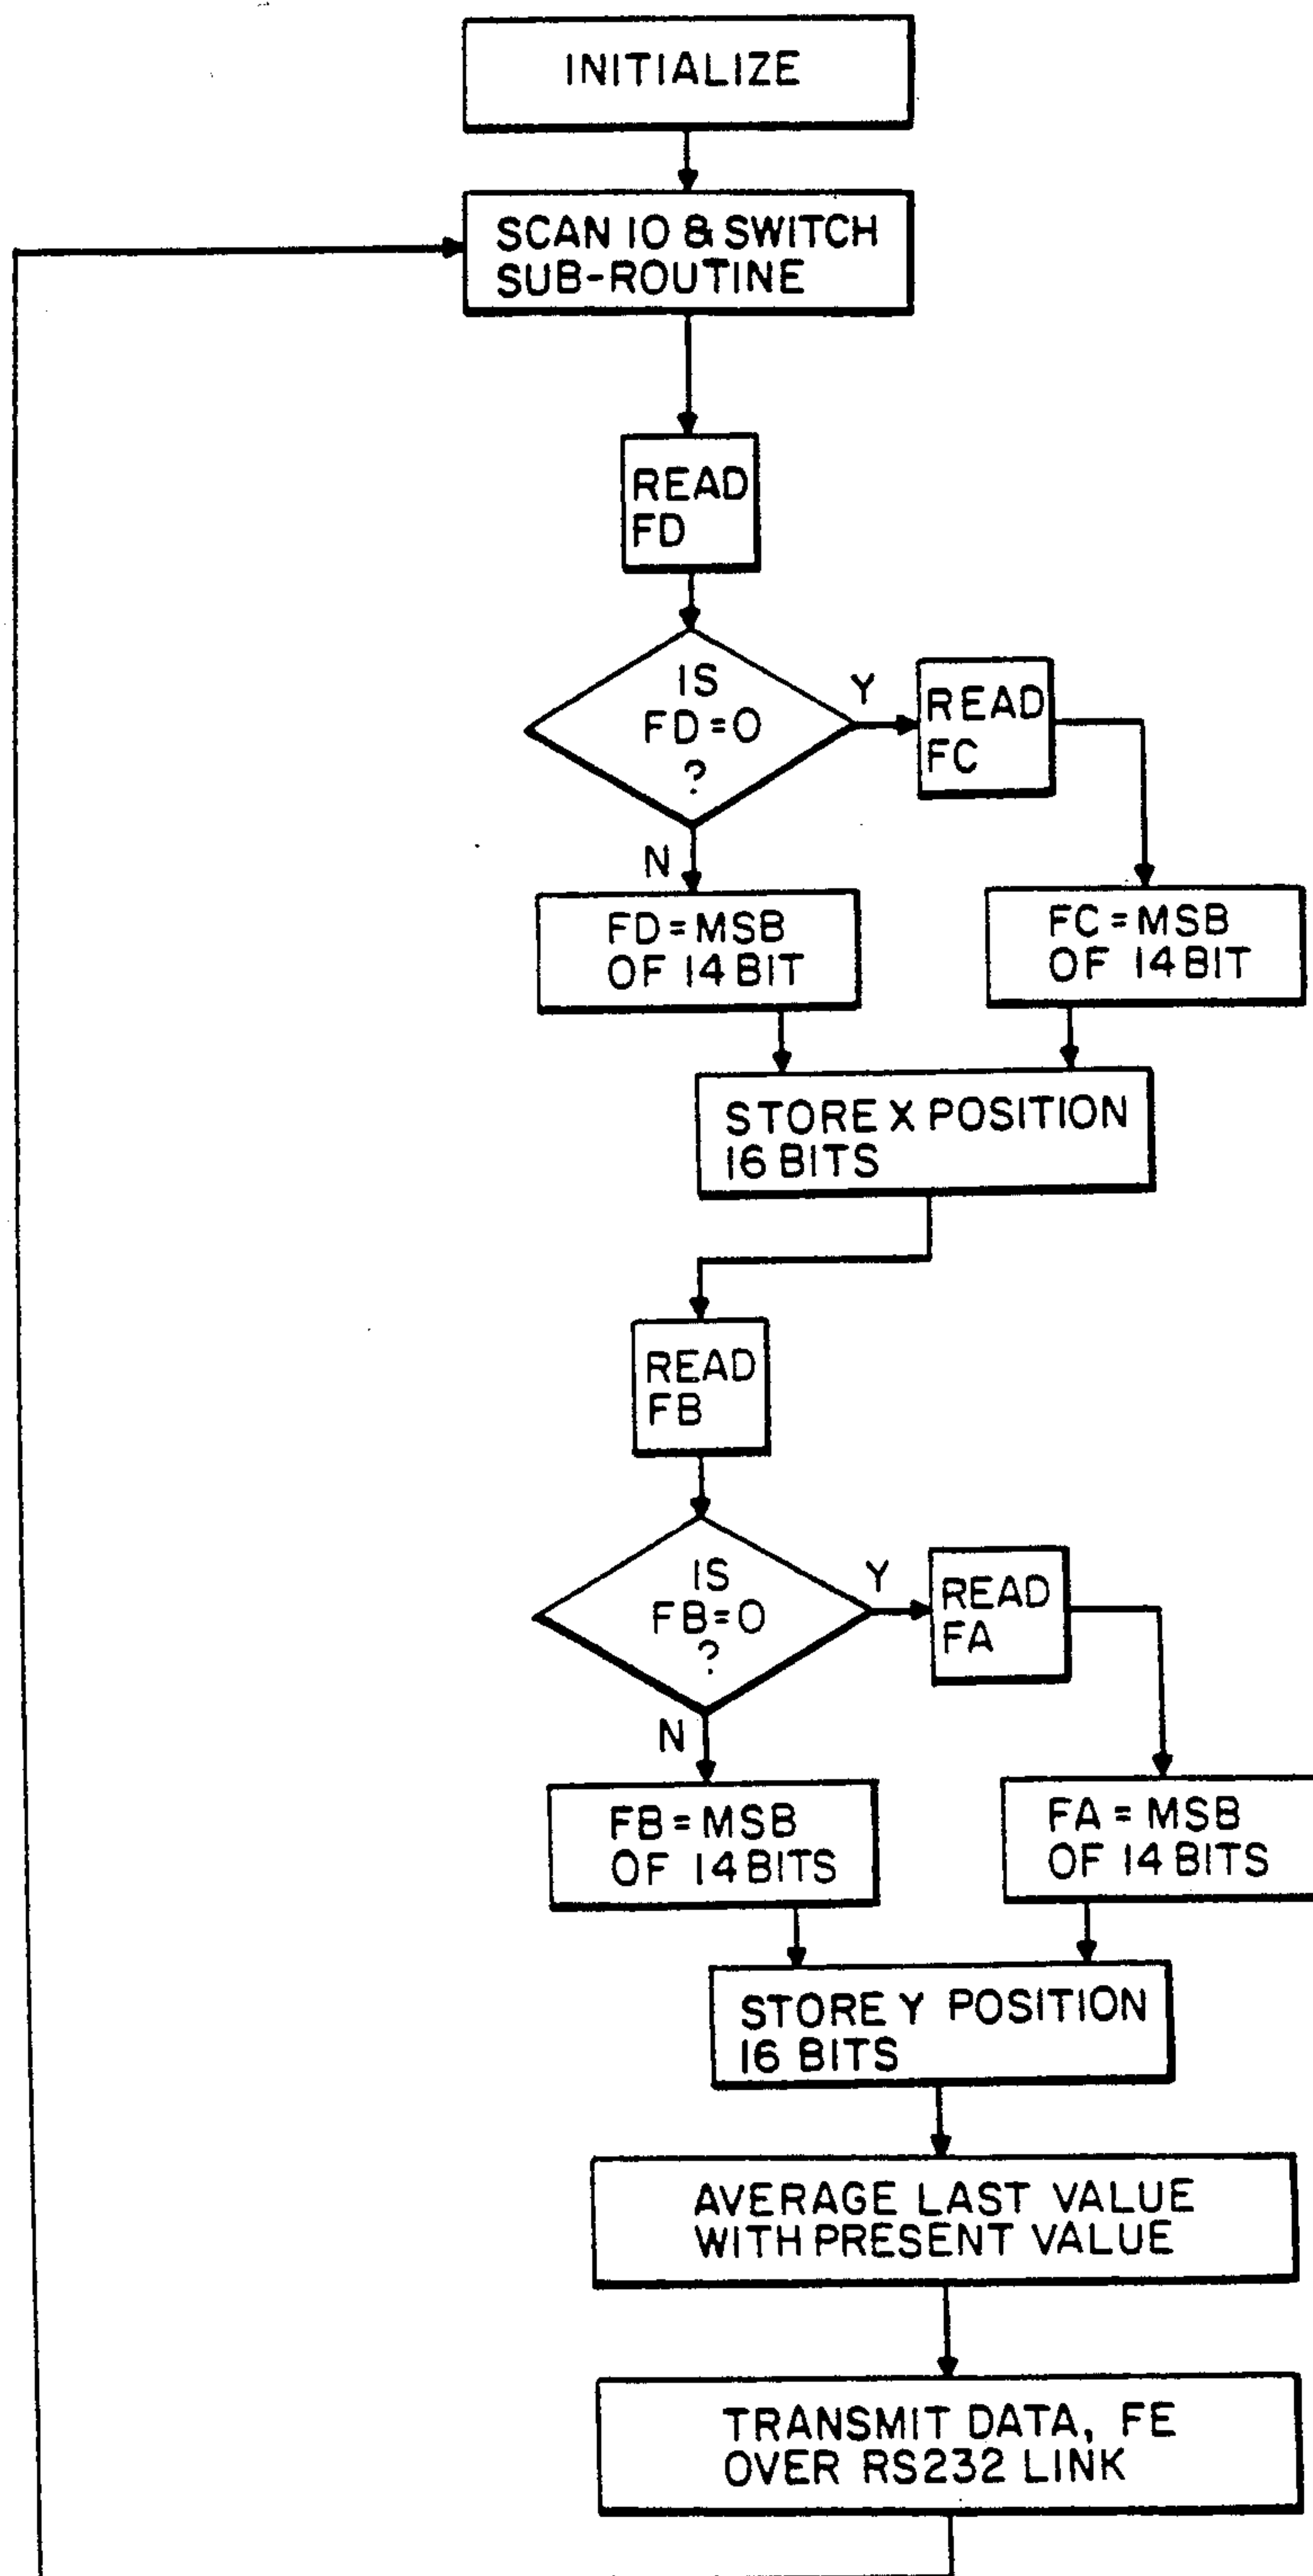 INITIALIZE
SCAN IO & SWITCH
SUB-ROUTINE
READ
FD
IS
FD=0
?
Y
READ
FC
N
FD=MSB
OF 14 BIT
FC=MSB
OF 14 BIT
STORE X POSITION
16 BITS
READ
FB
IS
FB=0
?
Y
READ
FA
N
FB=MSB
OF 14 BITS
FA=MSB
OF 14 BITS
STORE Y POSITION
16 BITS
AVERAGE LAST VALUE
WITH PRESENT VALUE
TRANSMIT DATA, FE
OVER RS232 LINK